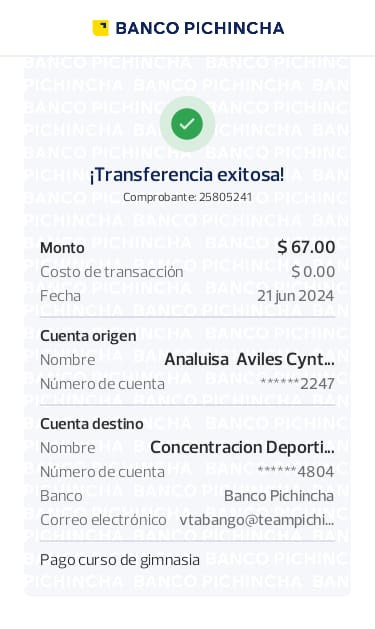 BANCO PICHINCHA
¡Transferencia exitosa!
Comprobante: 25805241
Monto $ 67.00
Costo de transacción $ 0.00
Fecha 21 jun 2024
Cuenta origen
Nombre Analuisa Aviles Cynt...
Número de cuenta ******2247
Cuenta destino
Nombre Concentracion Deporti...
Número de cuenta ******4804
Banco Banco Pichincha
Correo electrónico vtabango@teampichi...
Pago curso de gimnasia